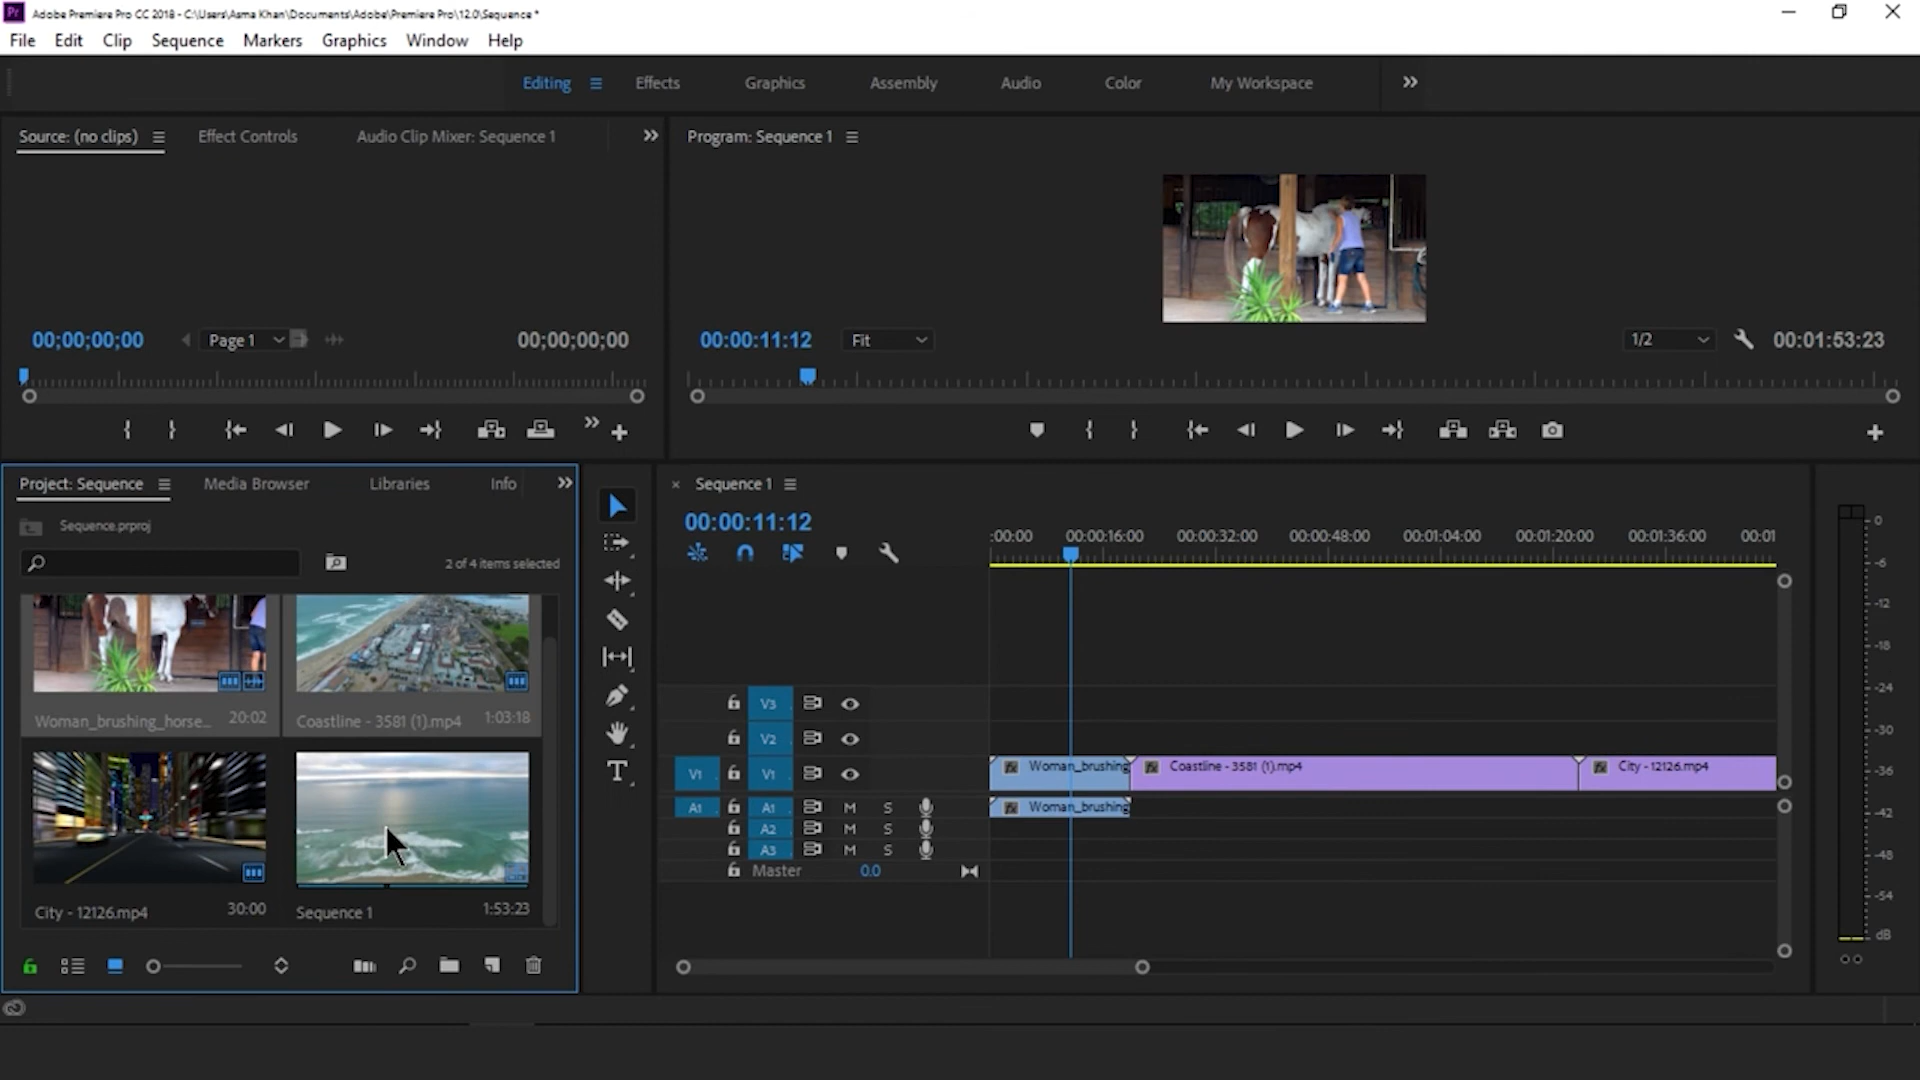 Pr Adobe Premiere Pro CC 2018 - C:\Users\Asma Khan\Documents\Adobe\Premiere Pro\12.0\Sequence *
File Edit Clip Sequence Markers Graphics Window Help
Editing Effects Graphics Assembly Audio Color My Workspace
Source: (no clips) Effect Controls Audio Clip Mixer: Sequence 1
Program: Sequence 1
00;00;00;00 Page 1 00;00;00;00
00:00:11:12 Fit 1/2 00:01:53:23
Project: Sequence Media Browser Libraries Info
Sequence.prproj
2 of 4 items selected
Woman_brushing_horse... 20:02
Coastline - 3581 (1).mp4 1:03:18
City - 12126.mp4 30:00
Sequence 1 1:53:23
T
× Sequence 1
00:00:11:12
:00:00 00:00:16:00 00:00:32:00 00:00:48:00 00:01:04:00 00:01:20:00 00:01:36:00 00:01
V3
V2
V1 V1 Woman_brushing Coastline - 3581 (1).mp4 City - 12126.mp4
A1 A1 M S Woman_brushing
A2 M S
A3 M S
Master 0.0
0
-6
-12
-18
-24
-30
-36
-42
-48
-54
dB